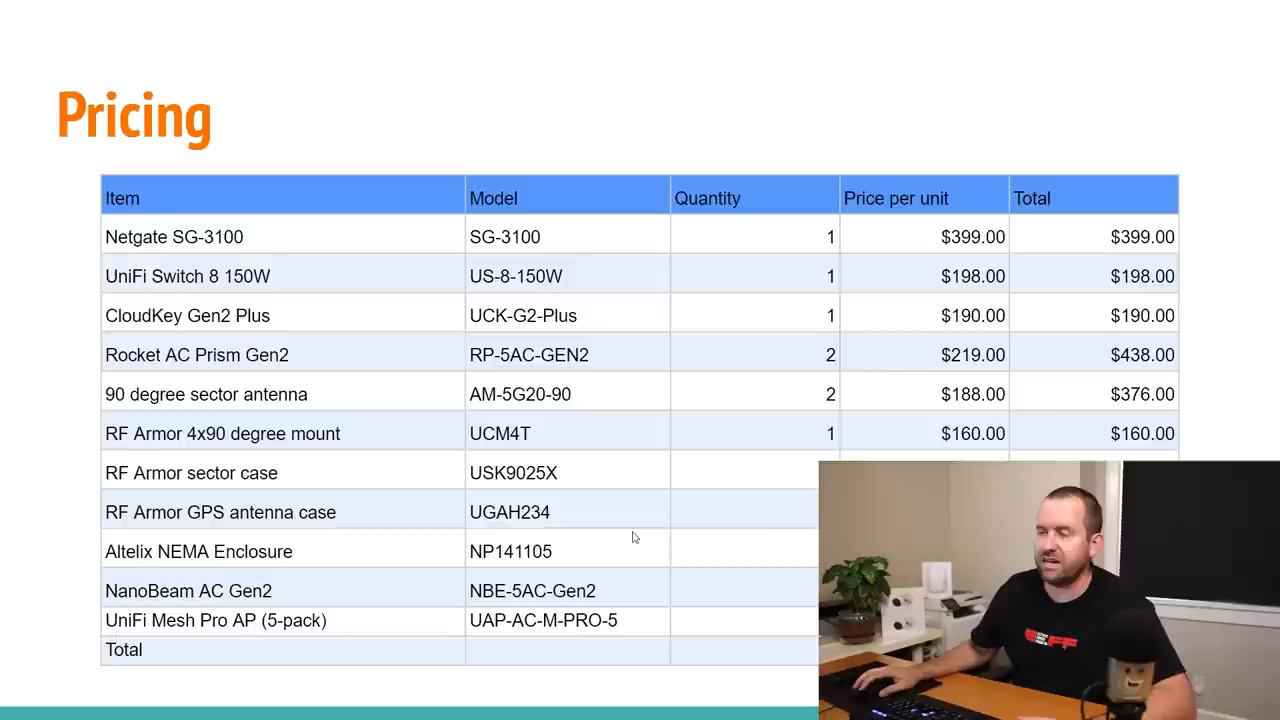 Pricing
Item Model Quantity Price per unit Total
Netgate SG-3100 SG-3100 1 $399.00 $399.00
UniFi Switch 8 150W US-8-150W 1 $198.00 $198.00
CloudKey Gen2 Plus UCK-G2-Plus 1 $190.00 $190.00
Rocket AC Prism Gen2 RP-5AC-GEN2 2 $219.00 $438.00
90 degree sector antenna AM-5G20-90 2 $188.00 $376.00
RF Armor 4x90 degree mount UCM4T 1 $160.00 $160.00
RF Armor sector case USK9025X
RF Armor GPS antenna case UGAH234
Altelix NEMA Enclosure NP141105
NanoBeam AC Gen2 NBE-5AC-Gen2
UniFi Mesh Pro AP (5-pack) UAP-AC-M-PRO-5
Total